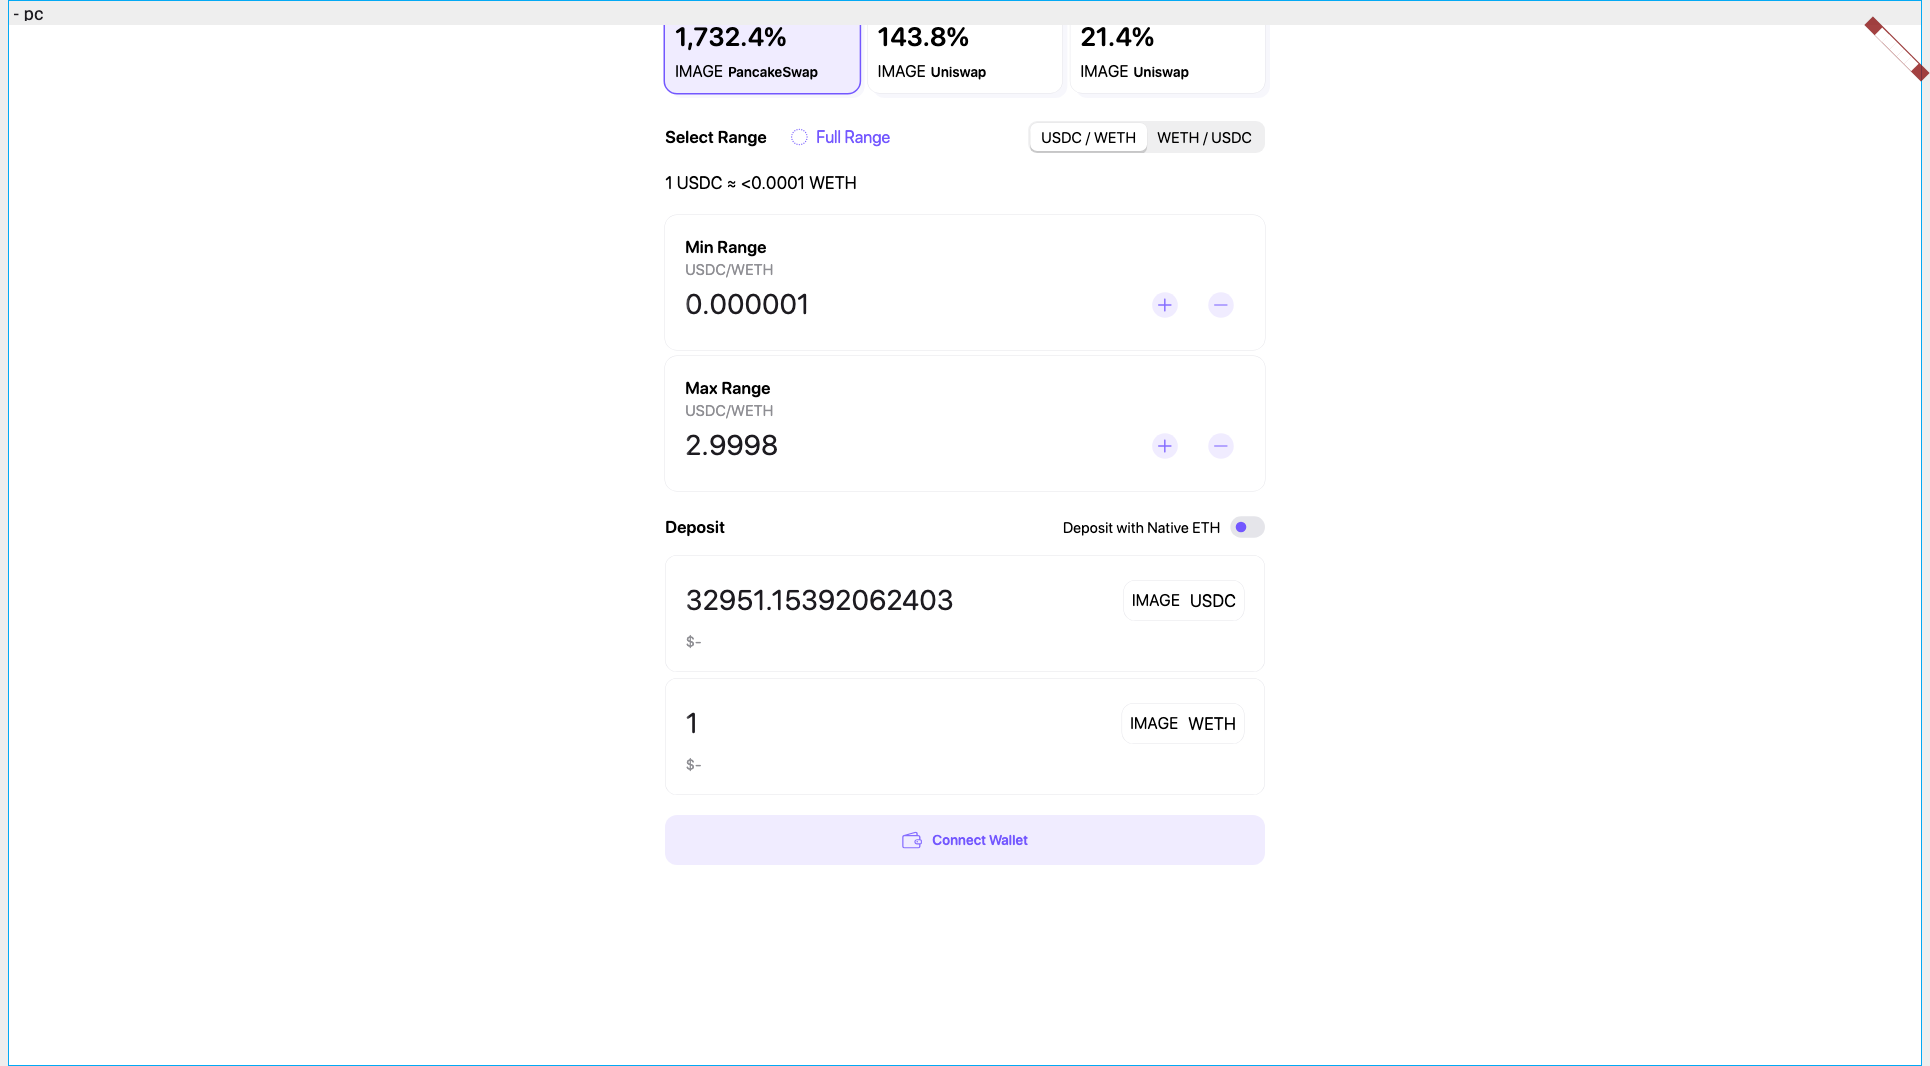 - pc
1,732.4%
IMAGE PancakeSwap
143.8%
IMAGE Uniswap
21.4%
IMAGE Uniswap
Select Range
Full Range
USDC / WETH
WETH / USDC
1 USDC ≈ <0.0001 WETH
Min Range
USDC/WETH
0.000001
Max Range
USDC/WETH
2.9998
Deposit
Deposit with Native ETH
32951.15392062403
IMAGE USDC
$-
1
IMAGE WETH
$-
Connect Wallet